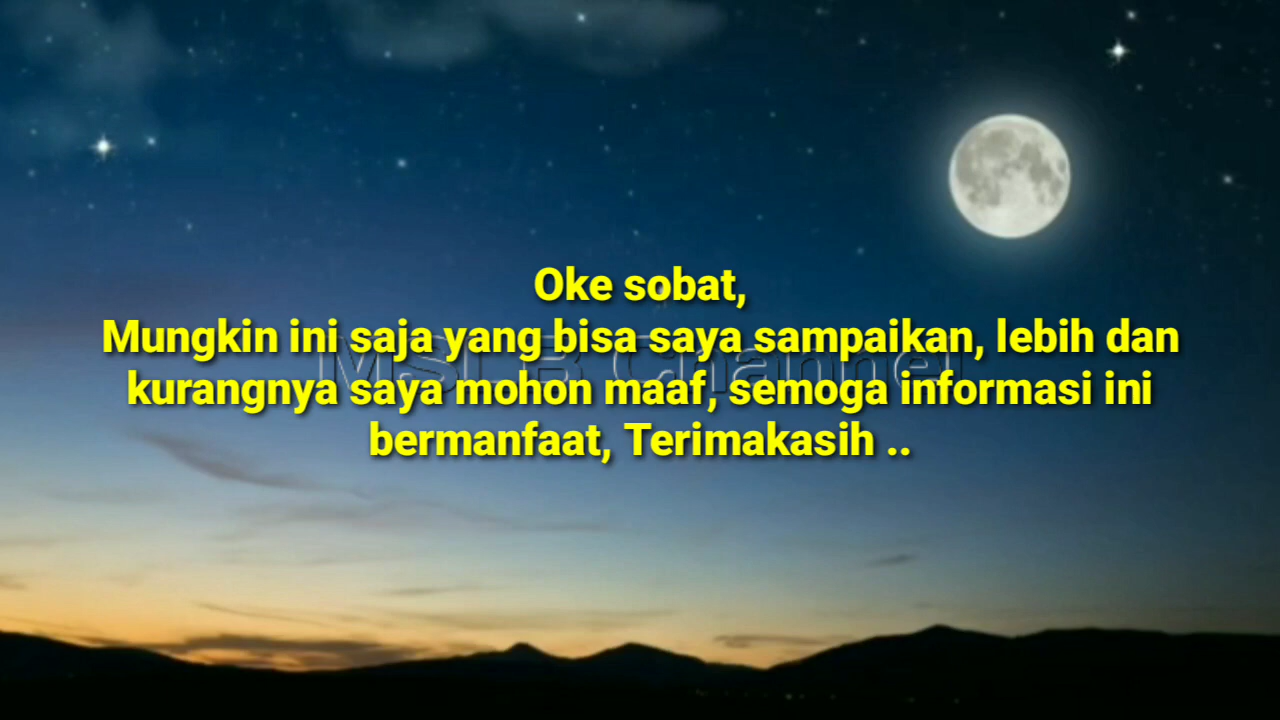 Oke sobat,
Mungkin ini saja yang bisa saya sampaikan, lebih dan
kurangnya saya mohon maaf, semoga informasi ini
bermanfaat, Terimakasih ..
Channel